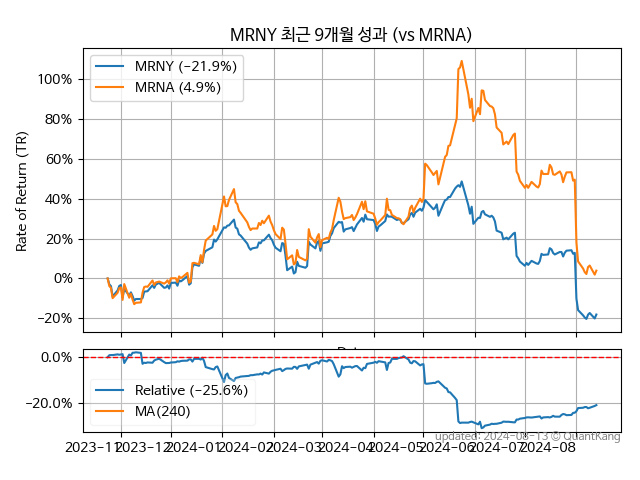 MRNY 최근 9개월 성과 (vs MRNA)
Rate of Return (TR)
100%
80%
60%
40%
20%
0%
−20%
MRNY (−21.9%)
MRNA (4.9%)
0.0%
−20.0%
Relative (−25.6%)
MA(240)
2023−11
2023−12
2024−01
2024−02
2024−03
2024−04
2024−05
2024−06
2024−07
2024−08
updated: 2024−08−13 © QuantKang